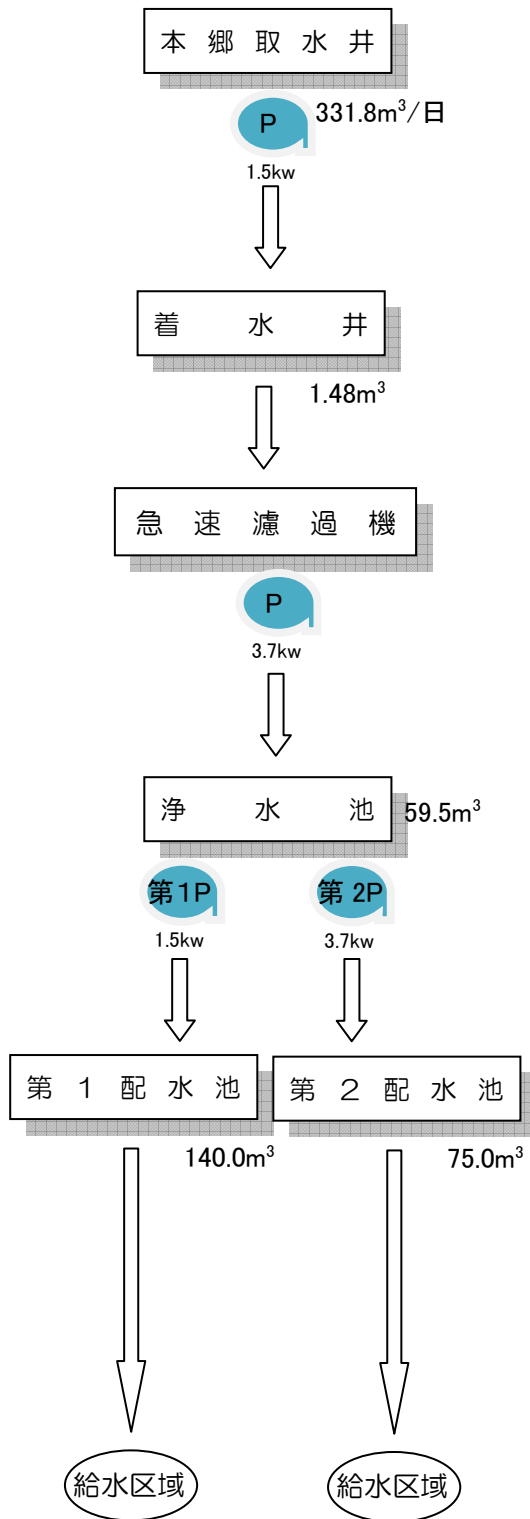 本郷取水井
P
331.8m³/日
1.5kw
着水井
1.48m³
急速濾過機
P
3.7kw
浄水池
59.5m³
第1P
第 2P
1.5kw
3.7kw
第1配水池
第2配水池
140.0m³
75.0m³
給水区域
給水区域